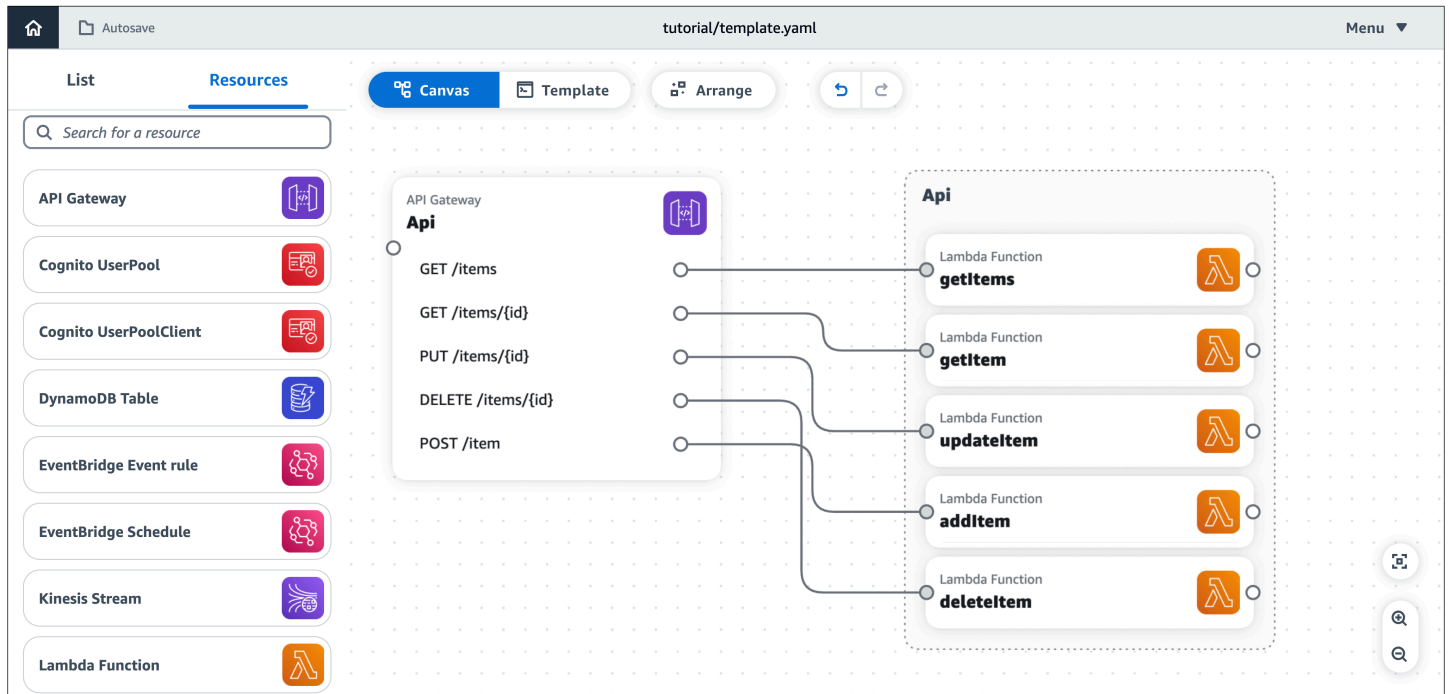 Autosave
tutorial/template.yaml
Menu
List
Resources
Search for a resource
API Gateway
Cognito UserPool
Cognito UserPoolClient
DynamoDB Table
EventBridge Event rule
EventBridge Schedule
Kinesis Stream
Lambda Function
Canvas
Template
Arrange
API Gateway
Api
GET /items
GET /items/{id}
PUT /items/{id}
DELETE /items/{id}
POST /item
Api
Lambda Function
getItems
Lambda Function
getItem
Lambda Function
updateItem
Lambda Function
addItem
Lambda Function
deleteItem